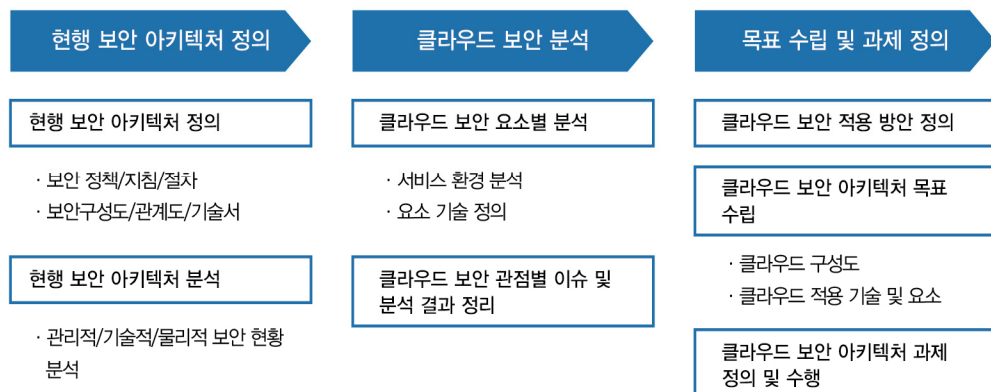 현행 보안 아키텍처 정의
현행 보안 아키텍처 정의
· 보안 정책/지침/절차
· 보안구성도/관계도/기술서
현행 보안 아키텍처 분석
· 관리적/기술적/물리적 보안 현황
분석
클라우드 보안 분석
클라우드 보안 요소별 분석
· 서비스 환경 분석
· 요소 기술 정의
클라우드 보안 관점별 이슈 및
분석 결과 정리
목표 수립 및 과제 정의
클라우드 보안 적용 방안 정의
클라우드 보안 아키텍처 목표
수립
· 클라우드 구성도
· 클라우드 적용 기술 및 요소
클라우드 보안 아키텍처 과제
정의 및 수행